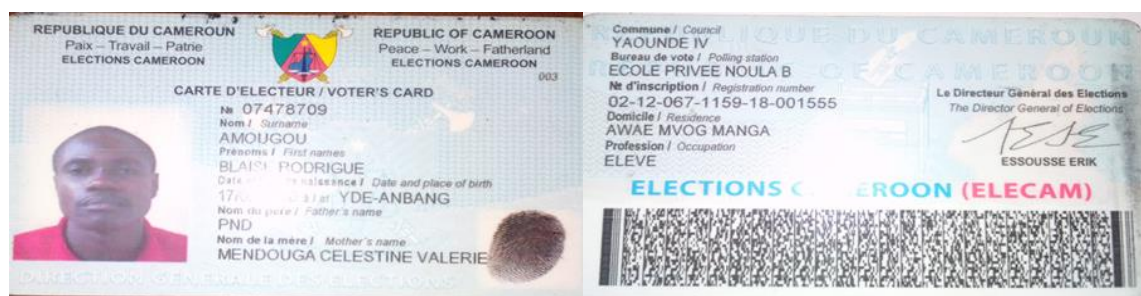 REPUBLIQUE DU CAMEROUN
Paix – Travail – Patrie
ELECTIONS CAMEROON
REPUBLIC OF CAMEROON
Peace – Work – Fatherland
ELECTIONS CAMEROON
003
CARTE D'ELECTEUR / VOTER'S CARD
№ 07478709
Nom / Surname
AMOUGOU
Prénoms / First names
BLAISE RODRIGUE
naissance / Date and place of birth
YDE-ANBANG
Nom du père / Father's name
PND
Nom de la mère / Mother's name
MENDOUGA CELESTINE VALERIE
DIRECTION GENERALE DES ELECTIONS
Commune / Council
YAOUNDE IV
Bureau de vote / Polling station
ECOLE PRIVEE NOULA B
№ d'inscription / Registration number
02-12-067-1159-18-001555
Domicile / Residence
AWAE MVOG MANGA
Profession / Occupation
ELEVE
Le Directeur Général des Elections
The Director General of Elections
ESSOUSSE ERIK
ELECTIONS C EROON (ELECAM)